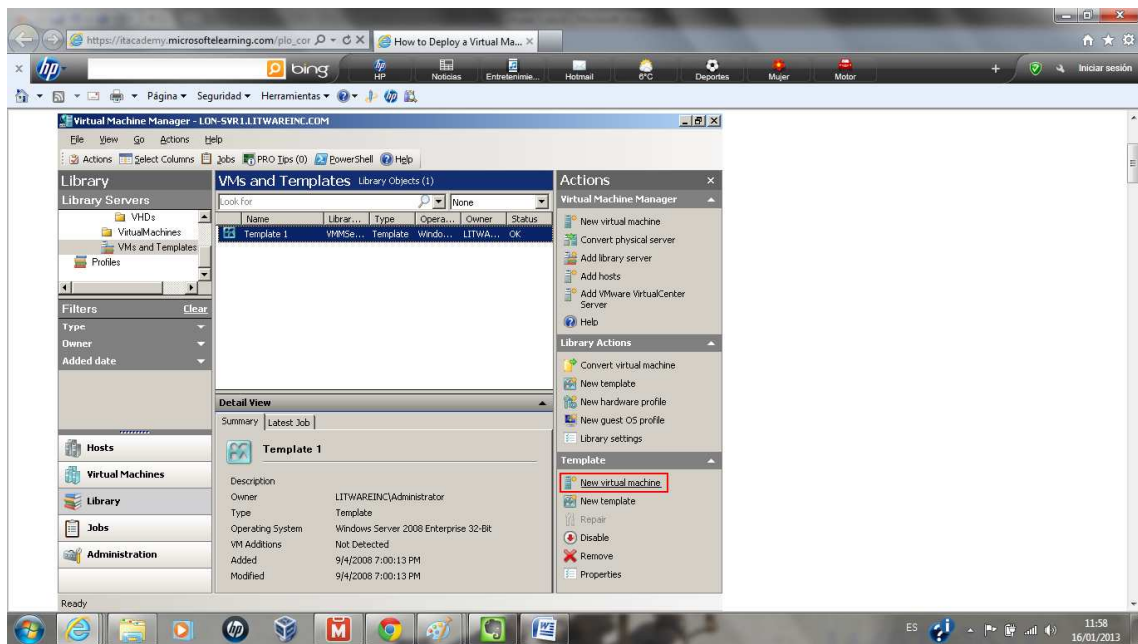 https://itacademy.microsoftelearning.com/plo_cor
How to Deploy a Virtual Ma...
hp
bing
HP
Noticias
Entretenimie...
Hotmail
6°C
Deportes
Mujer
Motor
Iniciar sesión
Página
Seguridad
Herramientas
Virtual Machine Manager - LON-SVR1.LITWAREINC.COM
File View Go Actions Help
Actions Select Columns Jobs PRO Tips (0) PowerShell Help
Library
Library Servers
VHDs
VirtualMachines
VMs and Templates
Profiles
Filters Clear
Type
Owner
Added date
Hosts
Virtual Machines
Library
Jobs
Administration
VMs and Templates Library Objects (1)
Look for
None
Name Librar... Type Opera... Owner Status
Template 1 VMMSe... Template Windo... LITWA... OK
Detail View
Summary Latest Job
Template 1
Description
Owner LITWAREINC\Administrator
Type Template
Operating System Windows Server 2008 Enterprise 32-Bit
VM Additions Not Detected
Added 9/4/2008 7:00:13 PM
Modified 9/4/2008 7:00:13 PM
Actions
Virtual Machine Manager
New virtual machine
Convert physical server
Add library server
Add hosts
Add VMware VirtualCenter
Server
Help
Library Actions
Convert virtual machine
New template
New hardware profile
New guest OS profile
Library settings
Template
New virtual machine
New template
Repair
Disable
Remove
Properties
Ready
ES
11:58
16/01/2013